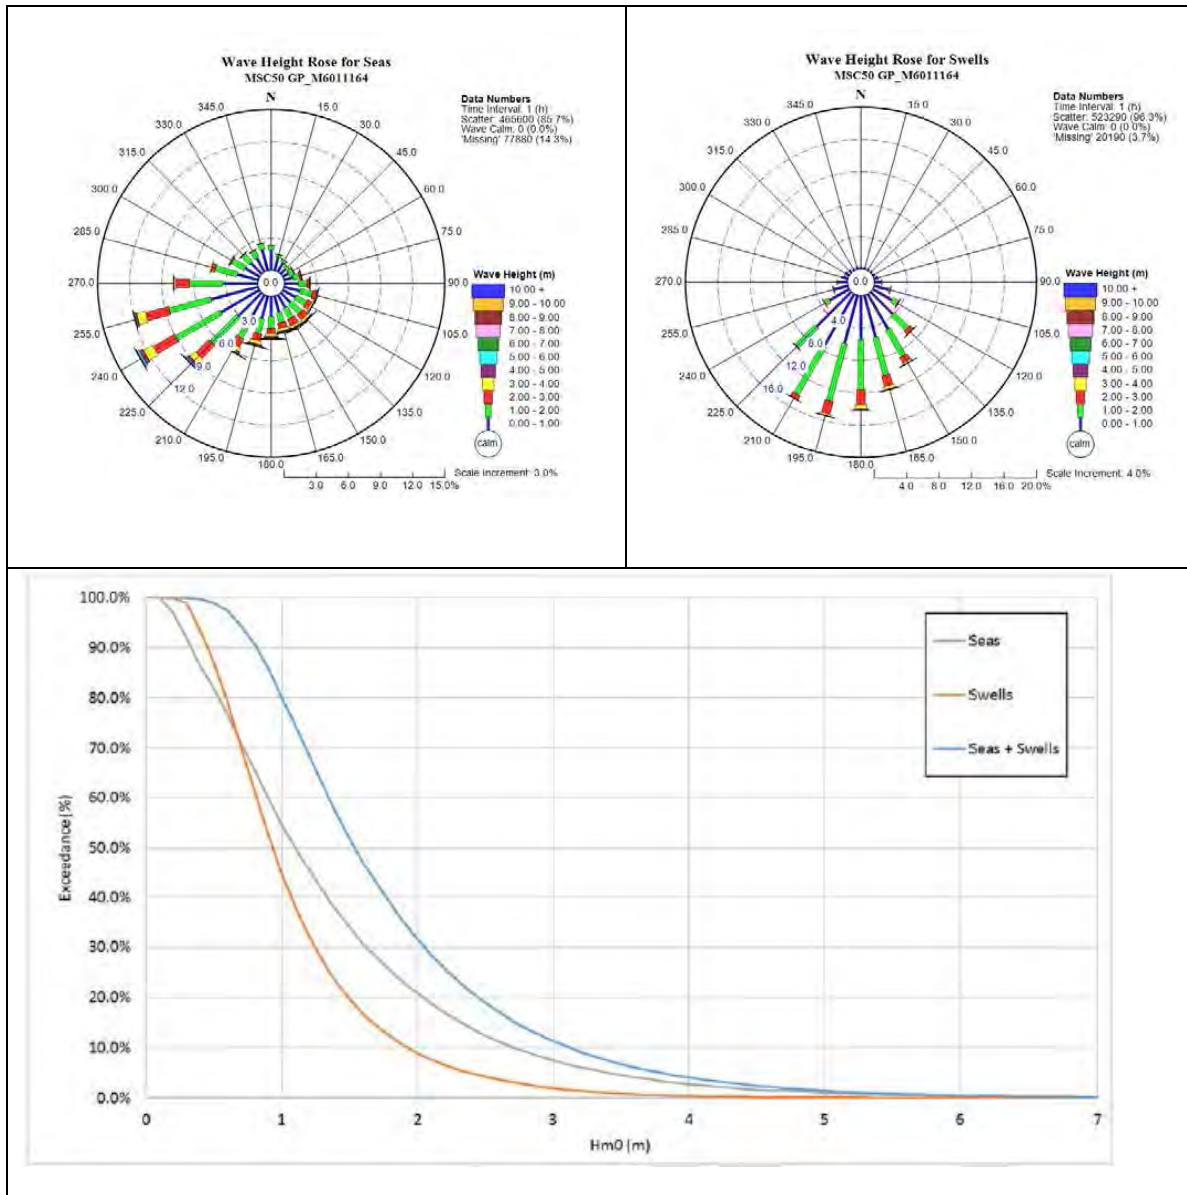 Wave Height Rose for Seas
MSC50 GP_M6011164
N
345.0
15.0
330.0
30.0
315.0
45.0
300.0
60.0
285.0
75.0
270.0
90.0
255.0
105.0
240.0
120.0
225.0
135.0
210.0
150.0
195.0
165.0
180.0
0.0
3.0
6.0
9.0
12.0
Data Numbers
Time Interval: 1 (h)
Scatter: 465600 (85.7%)
Wave Calm: 0 (0.0%)
'Missing' 77880 (14.3%)
Wave Height (m)
10.00 +
9.00 - 10.00
8.00 - 9.00
7.00 - 8.00
6.00 - 7.00
5.00 - 6.00
4.00 - 5.00
3.00 - 4.00
2.00 - 3.00
1.00 - 2.00
0.00 - 1.00
calm
Scale Increment: 3.0%
3.0 6.0 9.0 12.0 15.0%
Wave Height Rose for Swells
MSC50 GP_M6011164
N
345.0
15.0
330.0
30.0
315.0
45.0
300.0
60.0
285.0
75.0
270.0
90.0
255.0
105.0
240.0
120.0
225.0
135.0
210.0
150.0
195.0
165.0
180.0
0.0
4.0
8.0
12.0
16.0
Data Numbers
Time Interval: 1 (h)
Scatter: 523290 (96.3%)
Wave Calm: 0 (0.0%)
'Missing' 20190 (3.7%)
Wave Height (m)
10.00 +
9.00 - 10.00
8.00 - 9.00
7.00 - 8.00
6.00 - 7.00
5.00 - 6.00
4.00 - 5.00
3.00 - 4.00
2.00 - 3.00
1.00 - 2.00
0.00 - 1.00
calm
Scale Increment: 4.0%
4.0 8.0 12.0 16.0 20.0%
100.0%
90.0%
80.0%
70.0%
60.0%
50.0%
40.0%
30.0%
20.0%
10.0%
0.0%
Exceedance (%)
0 1 2 3 4 5 6 7
Hm0 (m)
Seas
Swells
Seas + Swells